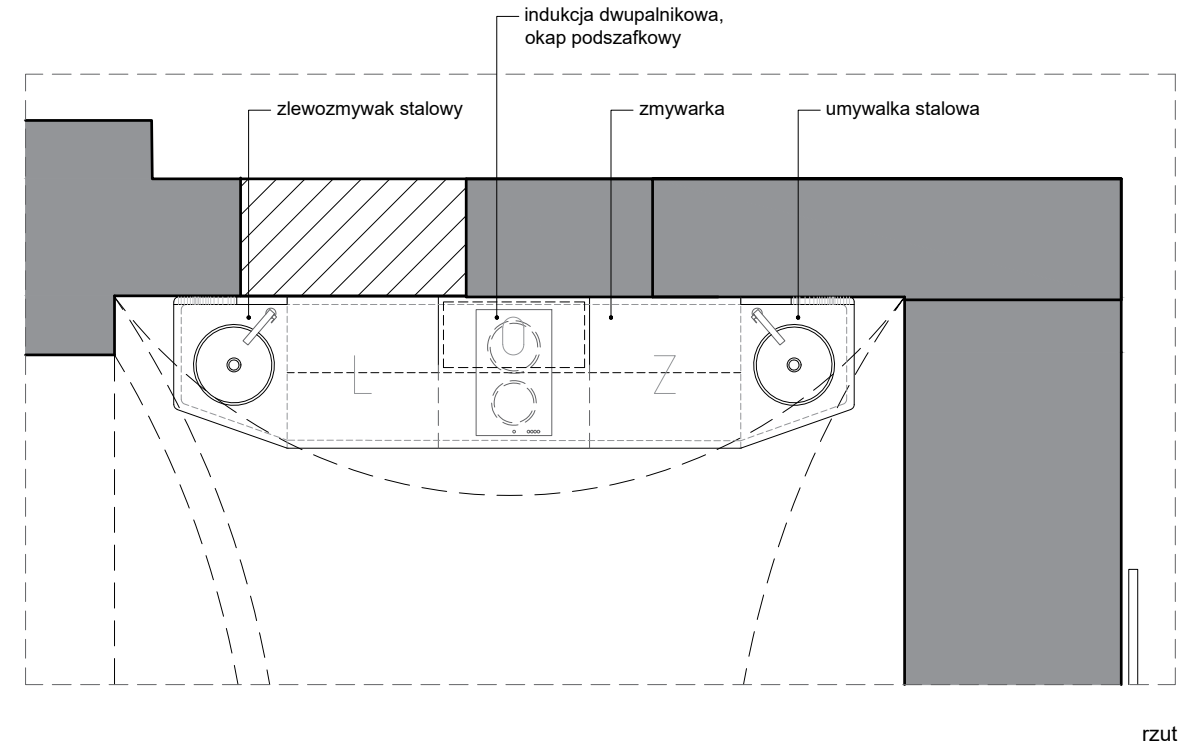 indukcja dwupalnikowa,
okap podszafkowy
zlewozmywak stalowy
zmywarka
umywalka stalowa
L
Z
rzut